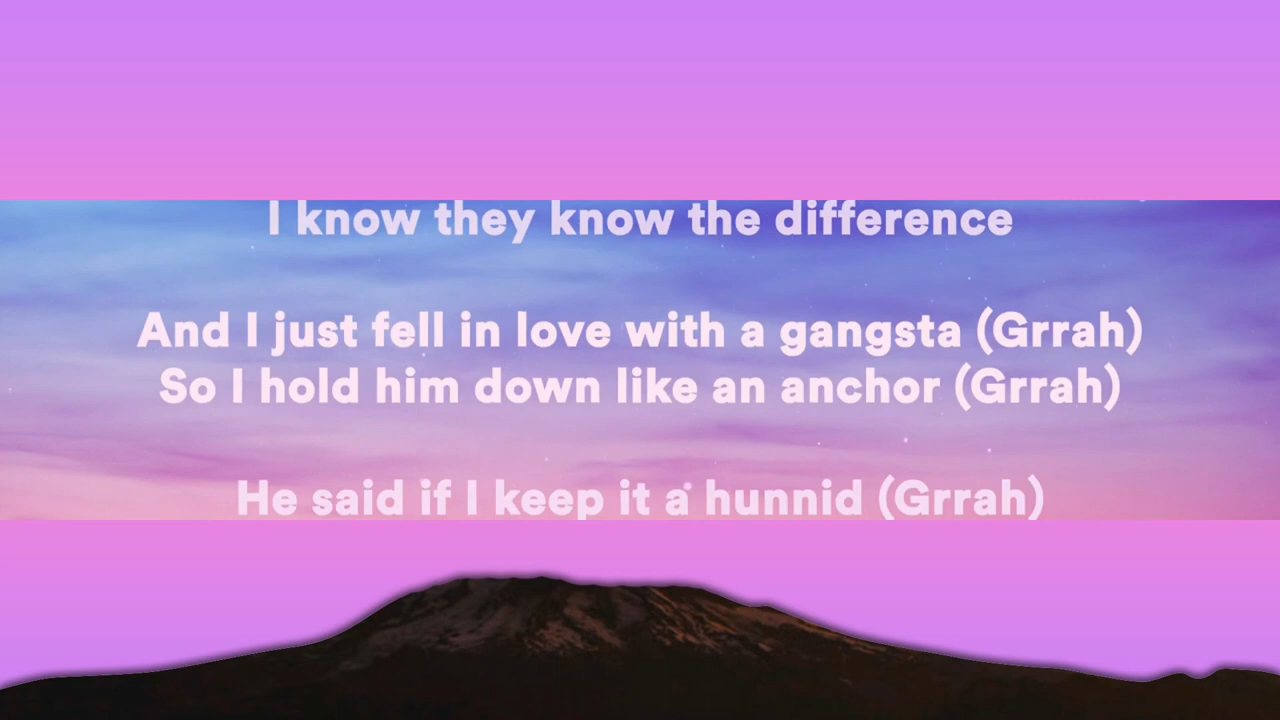 I know they know the difference
And I just fell in love with a gangsta (Grrah)
So I hold him down like an anchor (Grrah)
He said if I keep it a hunnid (Grrah)